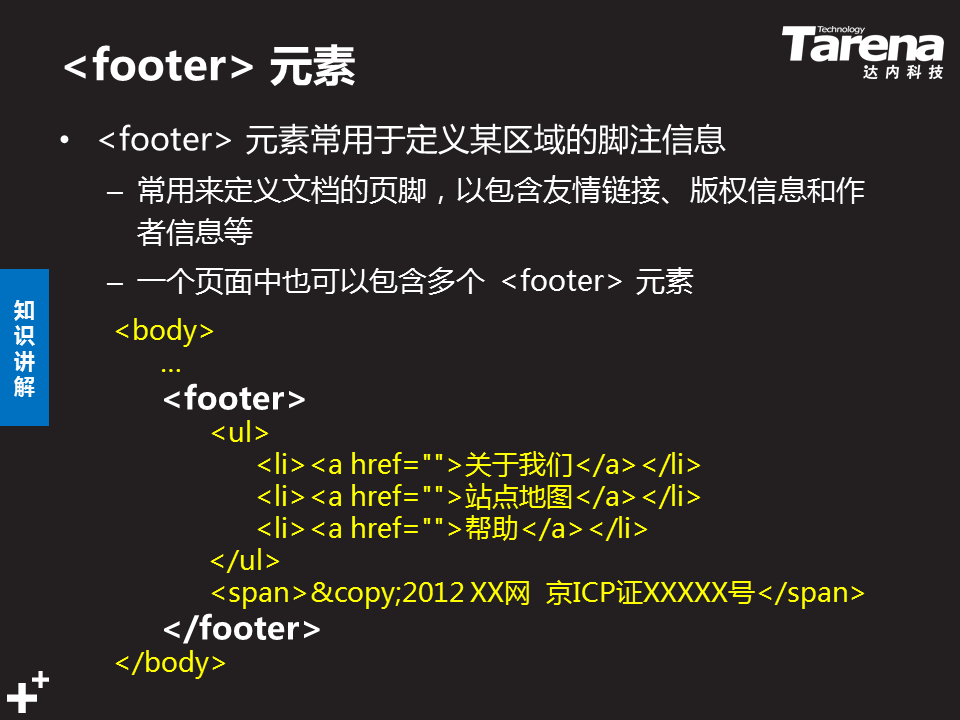 <footer> 元素
Technology
Tarena
达内科技
• <footer> 元素常用于定义某区域的脚注信息
– 常用来定义文档的页脚，以包含友情链接、版权信息和作
者信息等
– 一个页面中也可以包含多个 <footer> 元素
知识讲解
<body>
...
<footer>
<ul>
<li><a href="">关于我们</a></li>
<li><a href="">站点地图</a></li>
<li><a href="">帮助</a></li>
</ul>
<span>&copy;2012 XX网 京ICP证XXXXX号</span>
</footer>
</body>